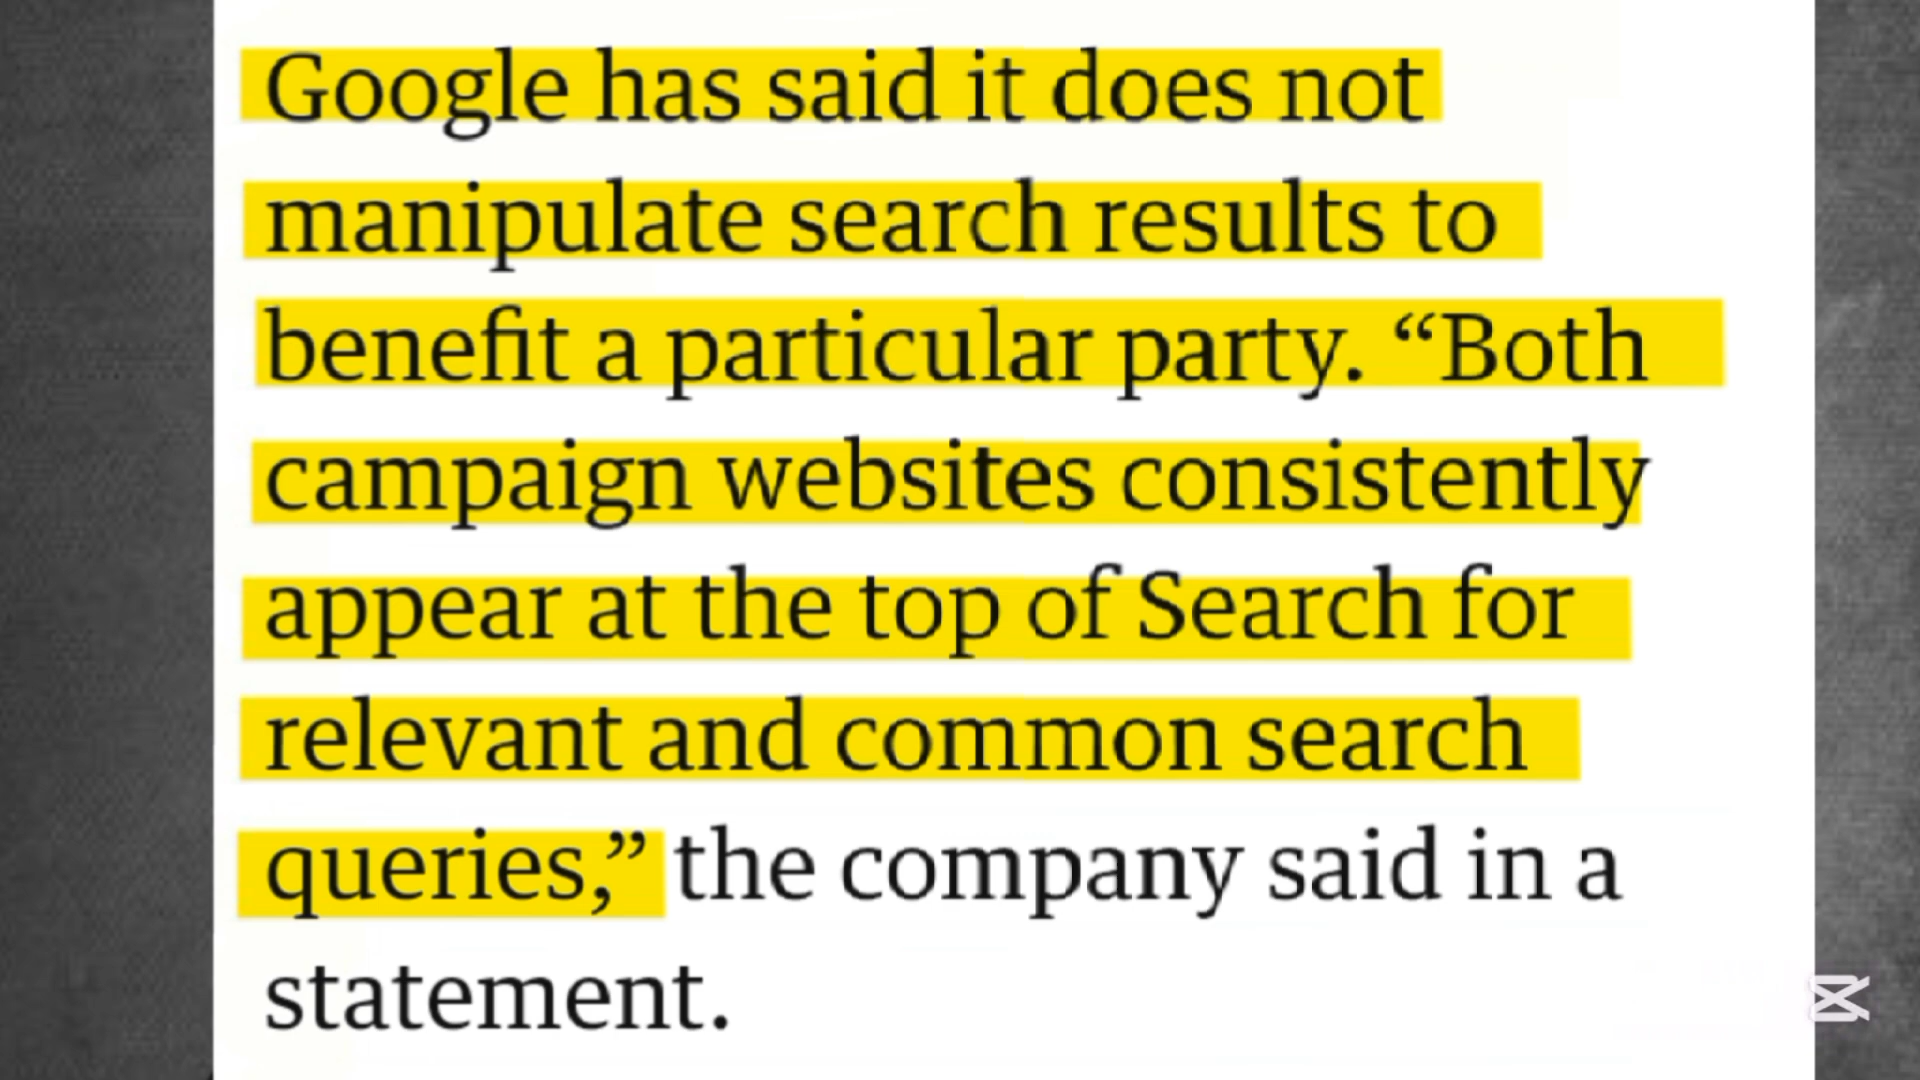 Google has said it does not
manipulate search results to
benefit a particular party. “Both
campaign websites consistently
appear at the top of Search for
relevant and common search
queries,” the company said in a
statement.